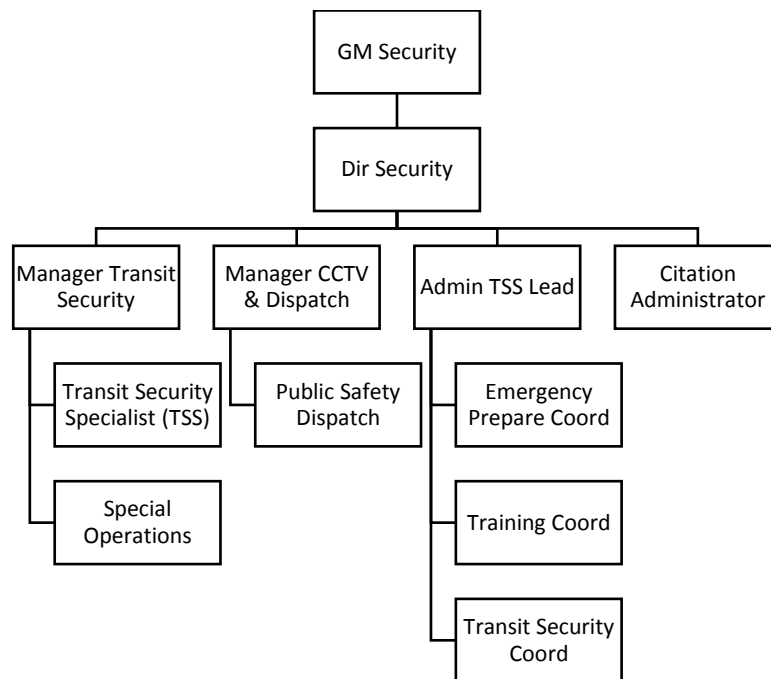 GM Security
Dir Security
Manager Transit
Security
Manager CCTV
& Dispatch
Admin TSS Lead
Citation
Administrator
Transit Security
Specialist (TSS)
Public Safety
Dispatch
Emergency
Prepare Coord
Special
Operations
Training Coord
Transit Security
Coord